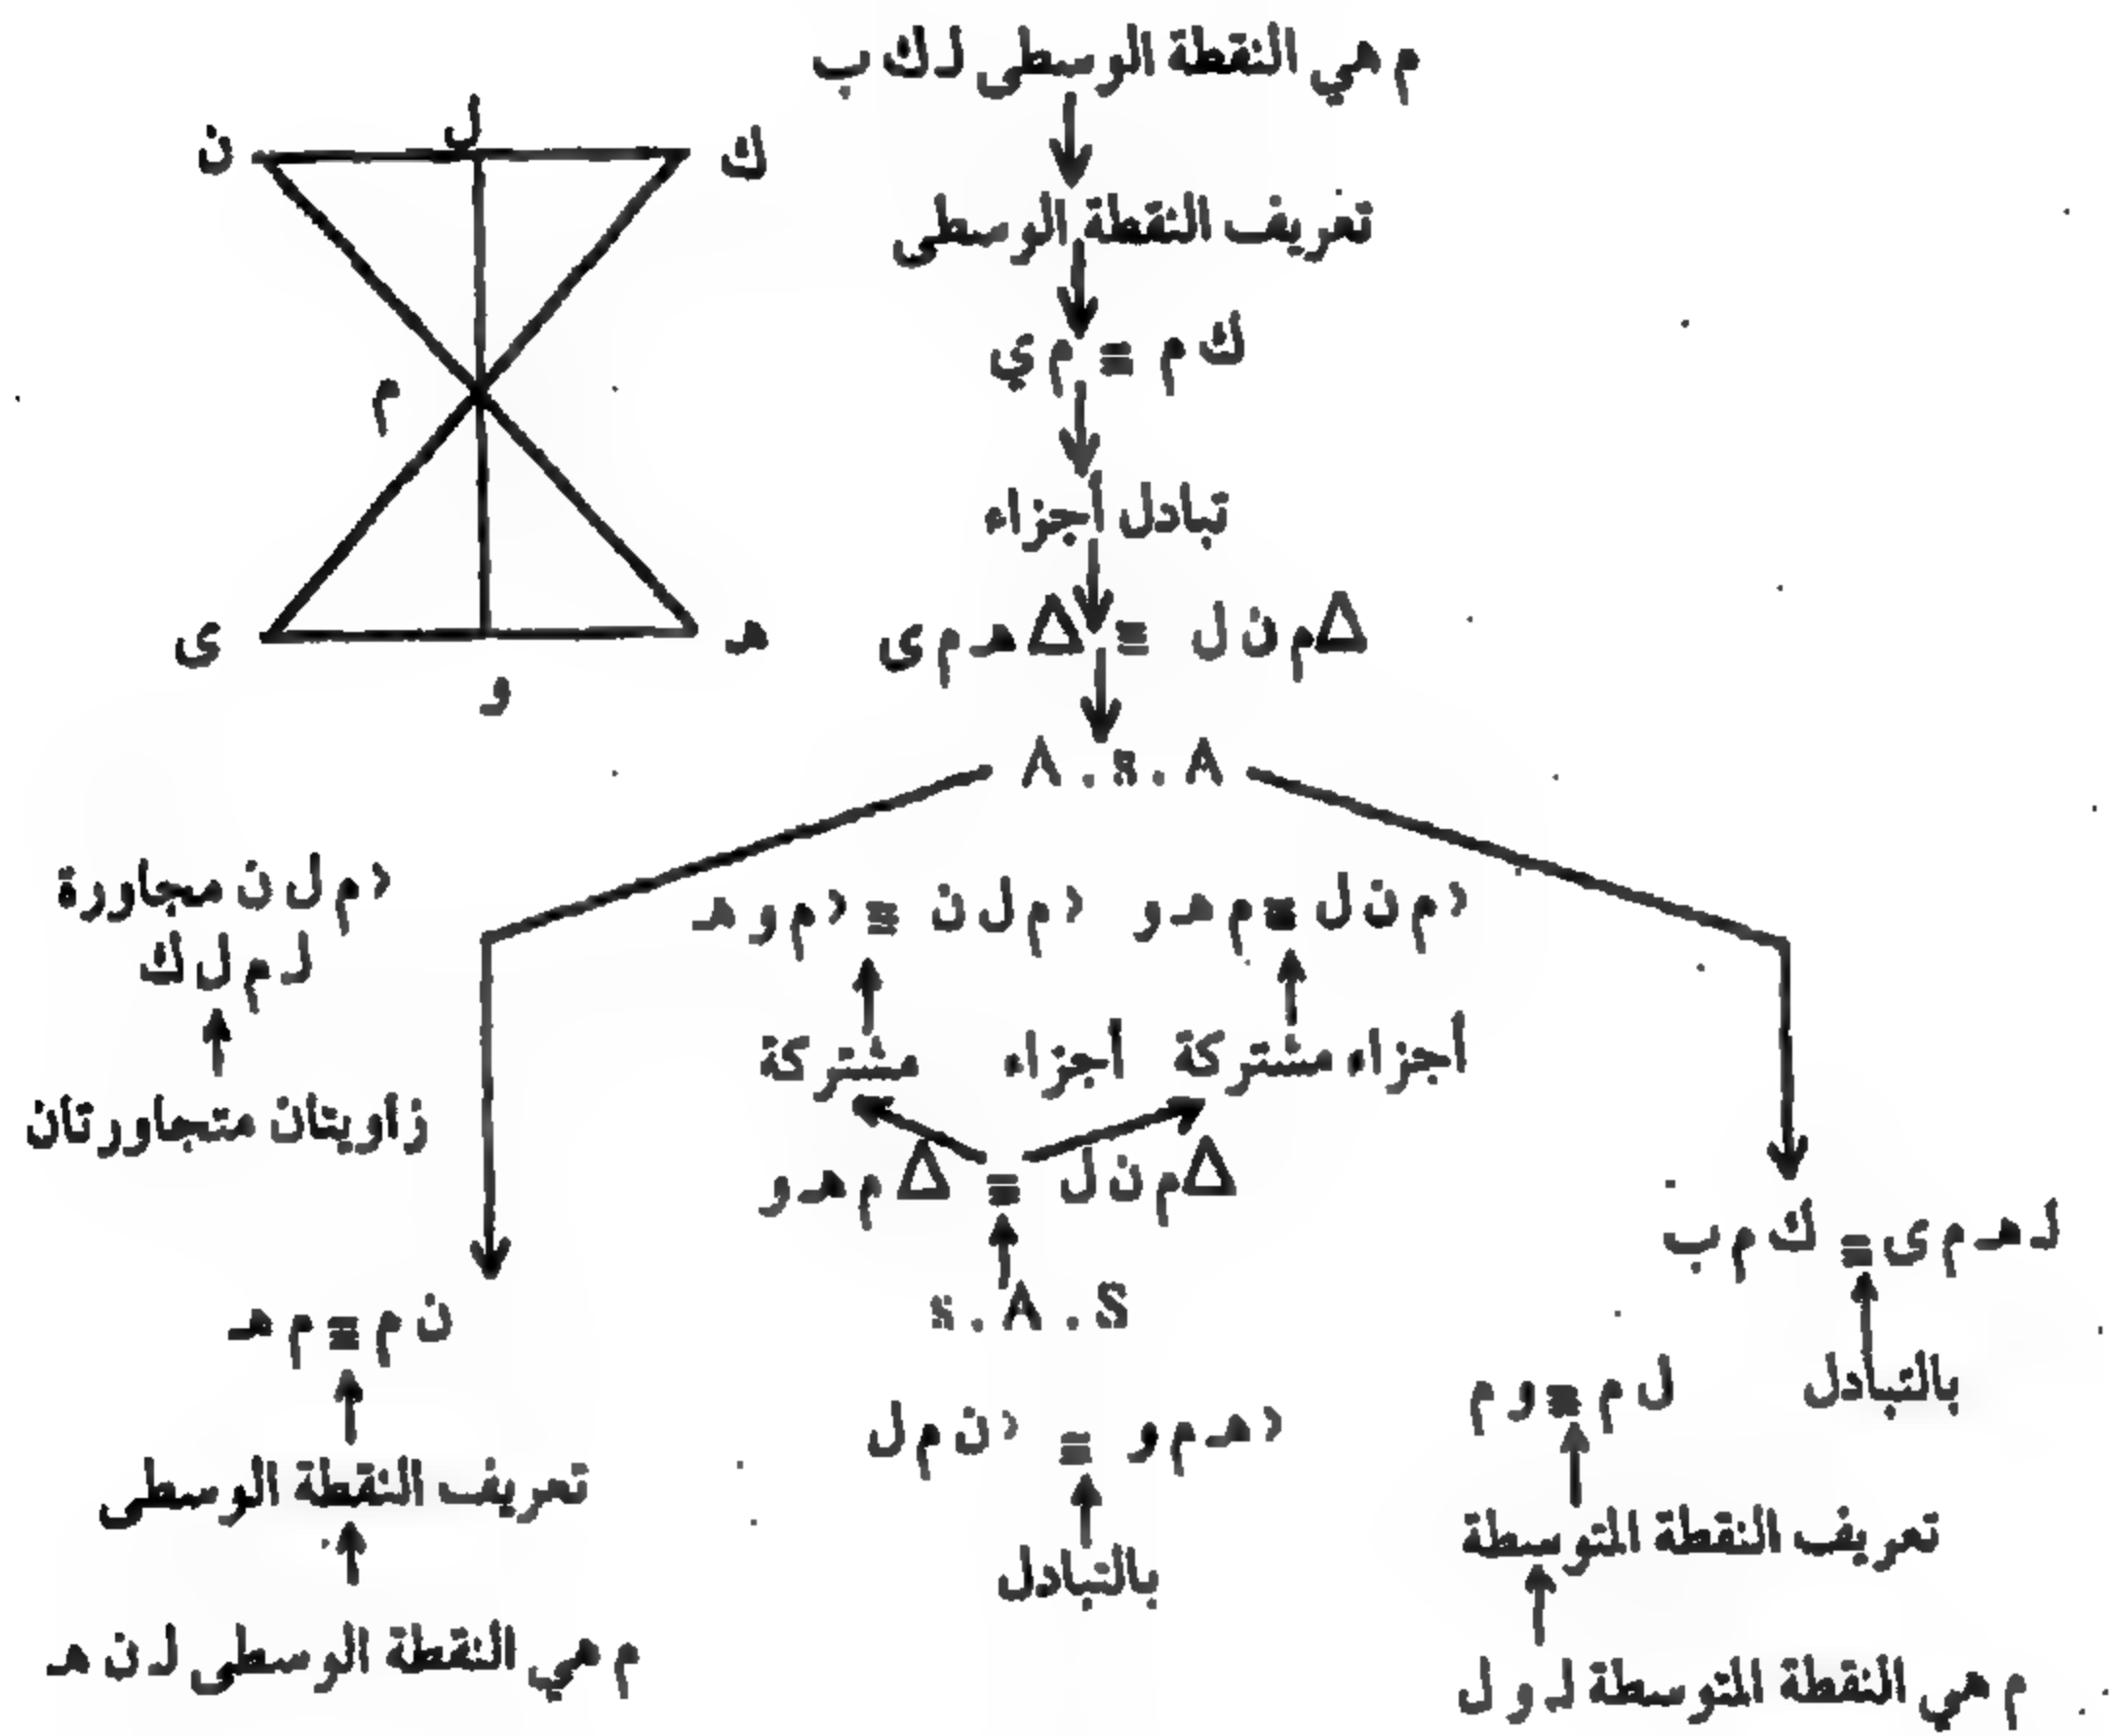 م هي النقطة الوسطى لـ ك ب
تعريف النقطة الوسطى
ك م ≡ م ي
تبادل أجزاء
Δ م ن ل ≡ Δ هـ م ى
A . s . A
ن
ل
ك
م
ى
هـ
و
> م ل ن مجاورة
لـ م ل ك
زاويتان متجاورتان
> م ن ل ≡ م هـ و
> م ل ن ≡ > م و هـ
أجزاء مشتركة
أجزاء مشتركة
Δ م ن ل ≡ Δ م هـ و
s . A . S
> هـ م و ≡ > ن م ل
بالتبادل
لـ هـ م ى ≡ ك م ب
بالتبادل
ل م ≡ و م
تعريف النقطة المتوسطة
م هي النقطة المتوسطة لـ و ل
ن م ≡ م هـ
تعريف النقطة الوسطى
م هي النقطة الوسطى لـ ن هـ